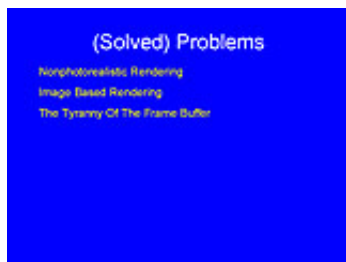 (Solved) Problems
Nonphotorealistic Rendering
Image Based Rendering
The Tyranny Of The Frame Buffer